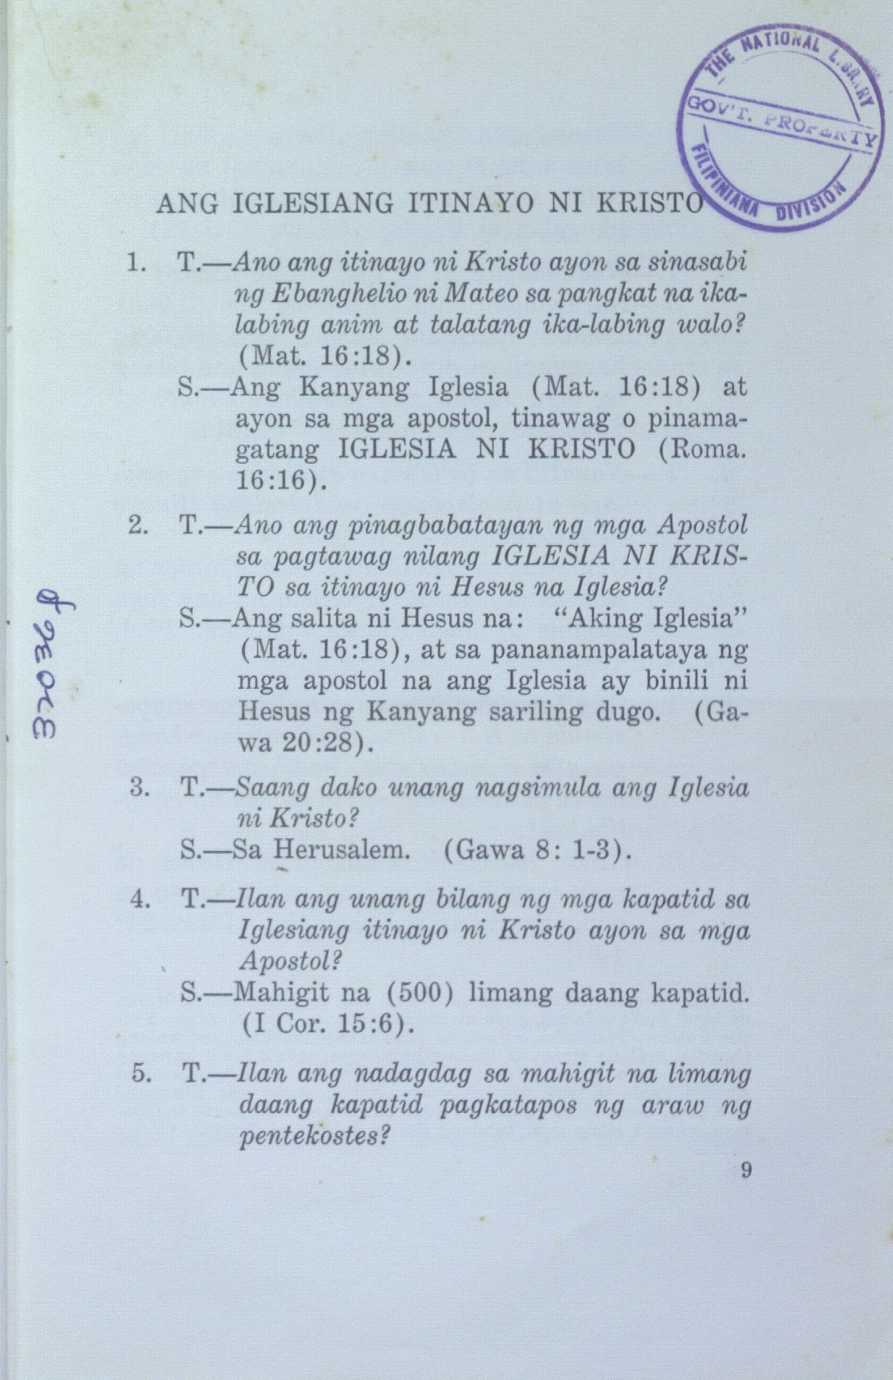 THE NATIONAL LIBRARY
GOV'T. PROPERTY
FILIPINIANA DIVISION
ANG IGLESIANG ITINAYO NI KRISTO
1. T.—Ano ang itinayo ni Kristo ayon sa sinasabi
ng Ebanghelio ni Mateo sa pangkat na ika-
labing anim at talatang ika-labing walo?
(Mat. 16:18).
S.—Ang Kanyang Iglesia (Mat. 16:18) at
ayon sa mga apostol, tinawag o pinama-
gatang IGLESIA NI KRISTO (Roma.
16:16).
2. T.—Ano ang pinagbabatayan ng mga Apostol
sa pagtawag nilang IGLESIA NI KRIS-
TO sa itinayo ni Hesus na Iglesia?
S.—Ang salita ni Hesus na: “Aking Iglesia”
(Mat. 16:18), at sa pananampalataya ng
mga apostol na ang Iglesia ay binili ni
Hesus ng Kanyang sariling dugo. (Ga-
wa 20:28).
3. T.—Saang dako unang nagsimula ang Iglesia
ni Kristo?
S.—Sa Herusalem. (Gawa 8: 1-3).
4. T.—Ilan ang unang bilang ng mga kapatid sa
Iglesiang itinayo ni Kristo ayon sa mga
Apostol?
S.—Mahigit na (500) limang daang kapatid.
(I Cor. 15:6).
5. T.—Ilan ang nadagdag sa mahigit na limang
daang kapatid pagkatapos ng araw ng
pentekostes?
9